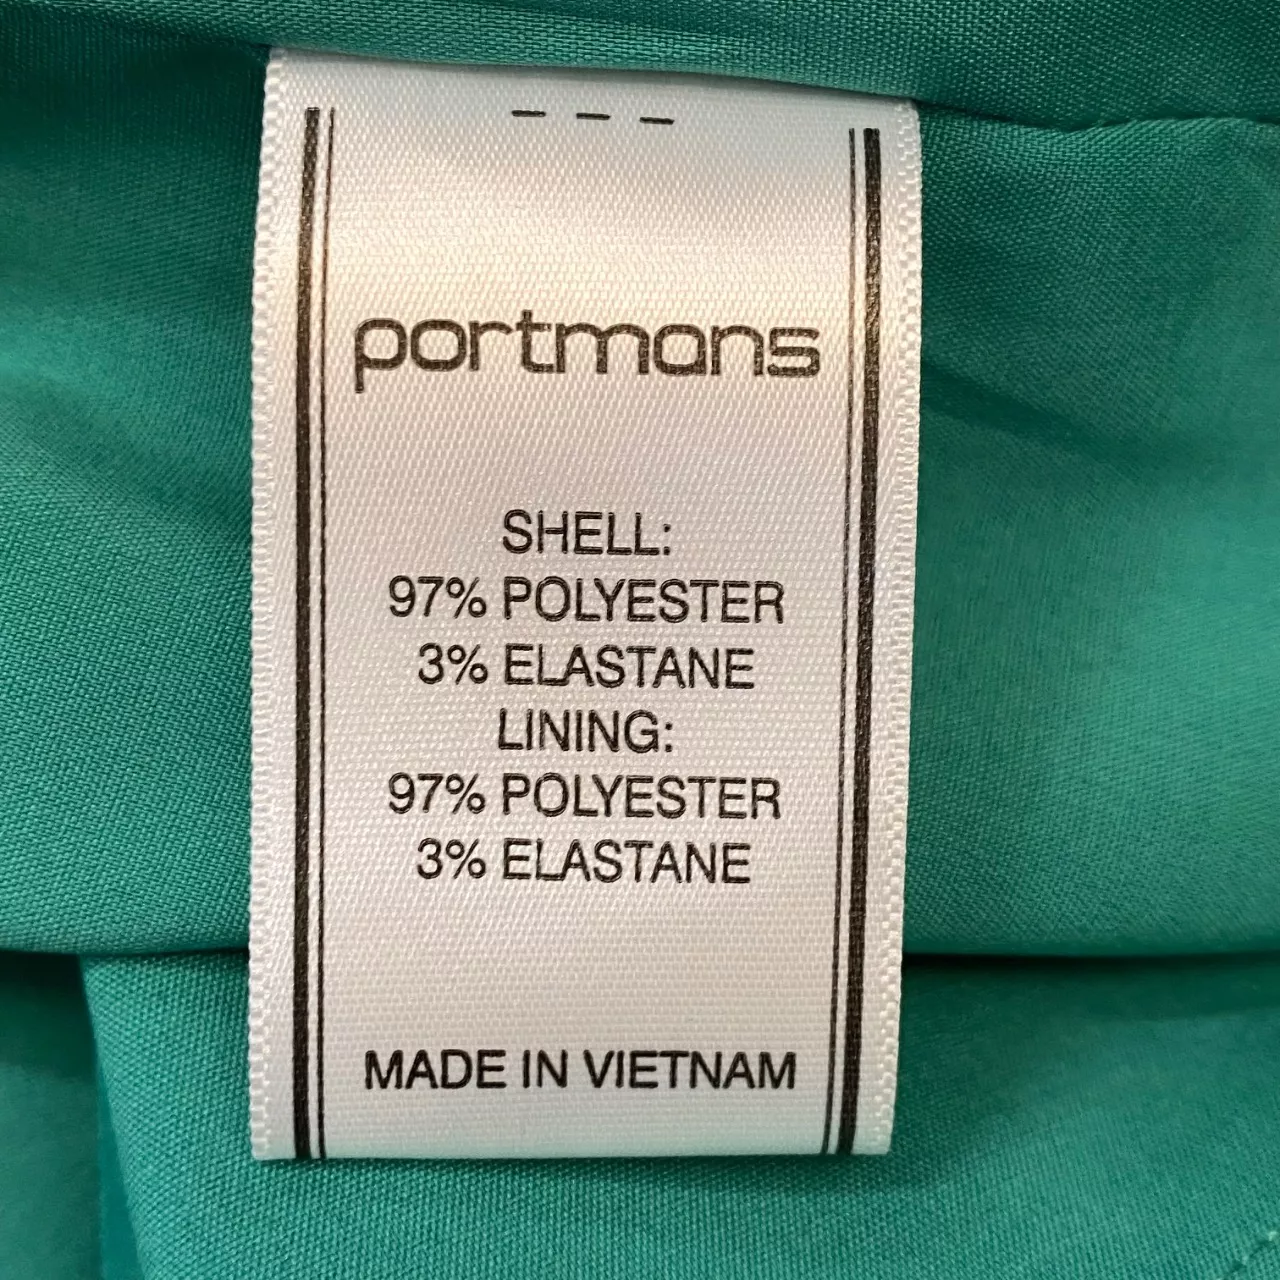 portmans
SHELL:
97% POLYESTER
3% ELASTANE
LINING:
97% POLYESTER
3% ELASTANE
MADE IN VIETNAM